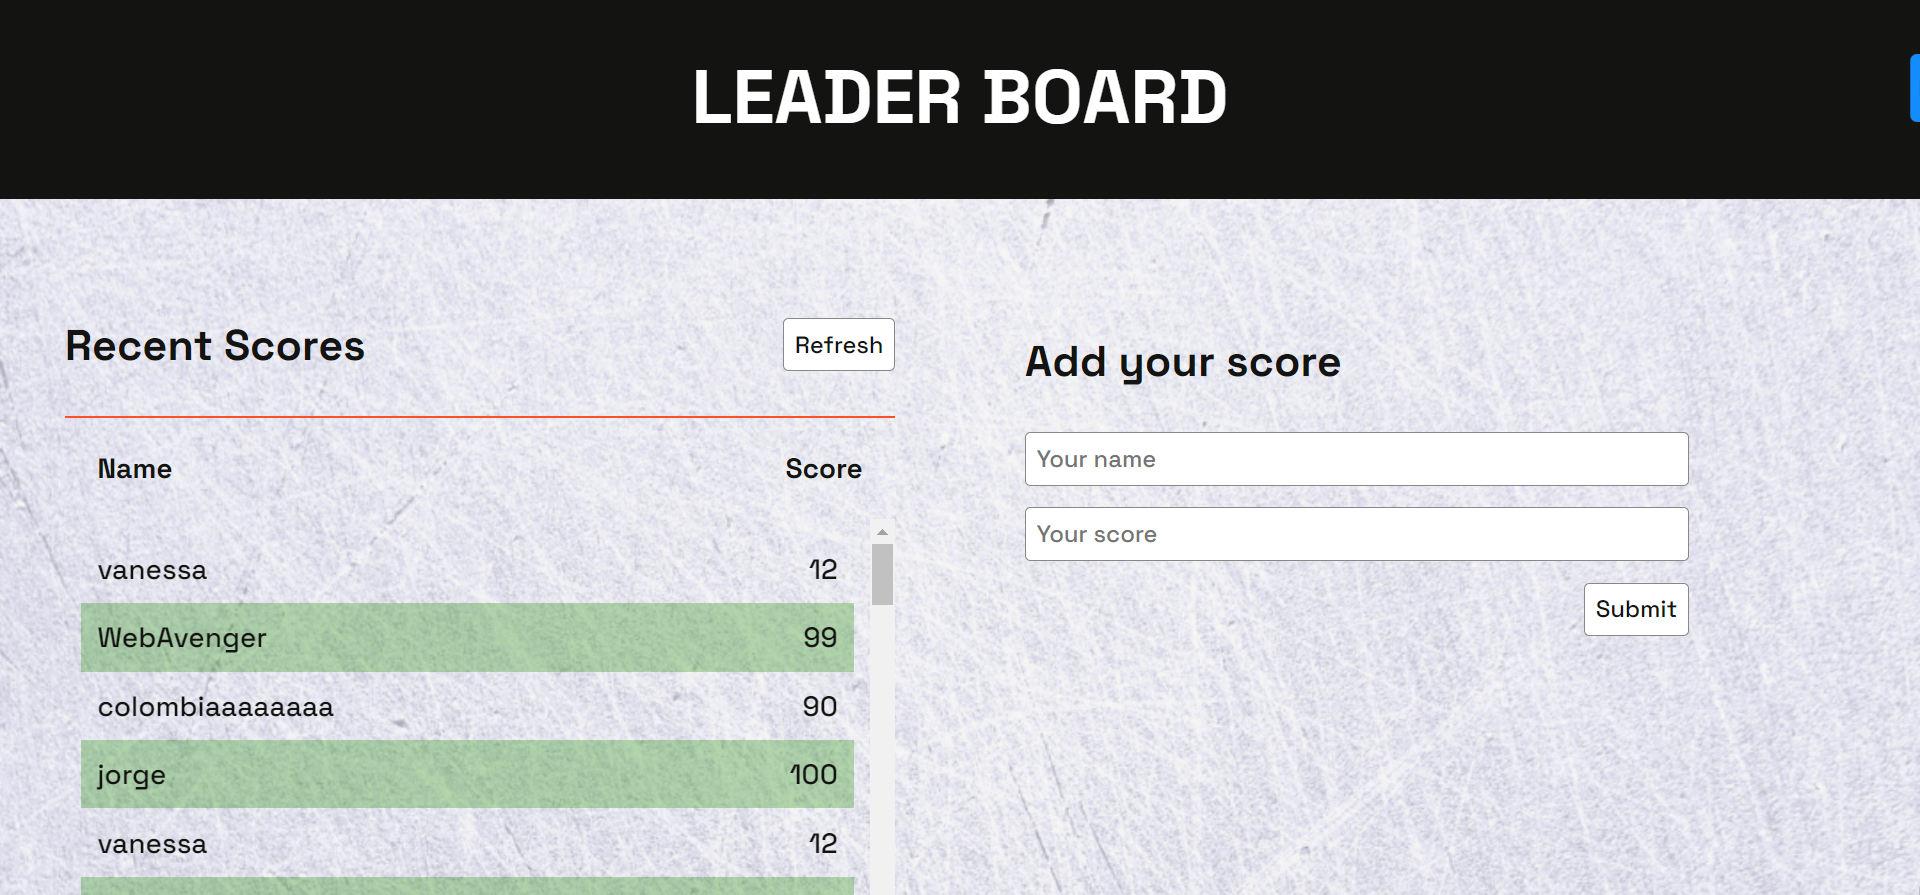 LEADER BOARD
Recent Scores
Refresh
Name Score
vanessa 12
WebAvenger 99
colombiaaaaaaaa 90
jorge 100
vanessa 12
Add your score
Your name
Your score
Submit